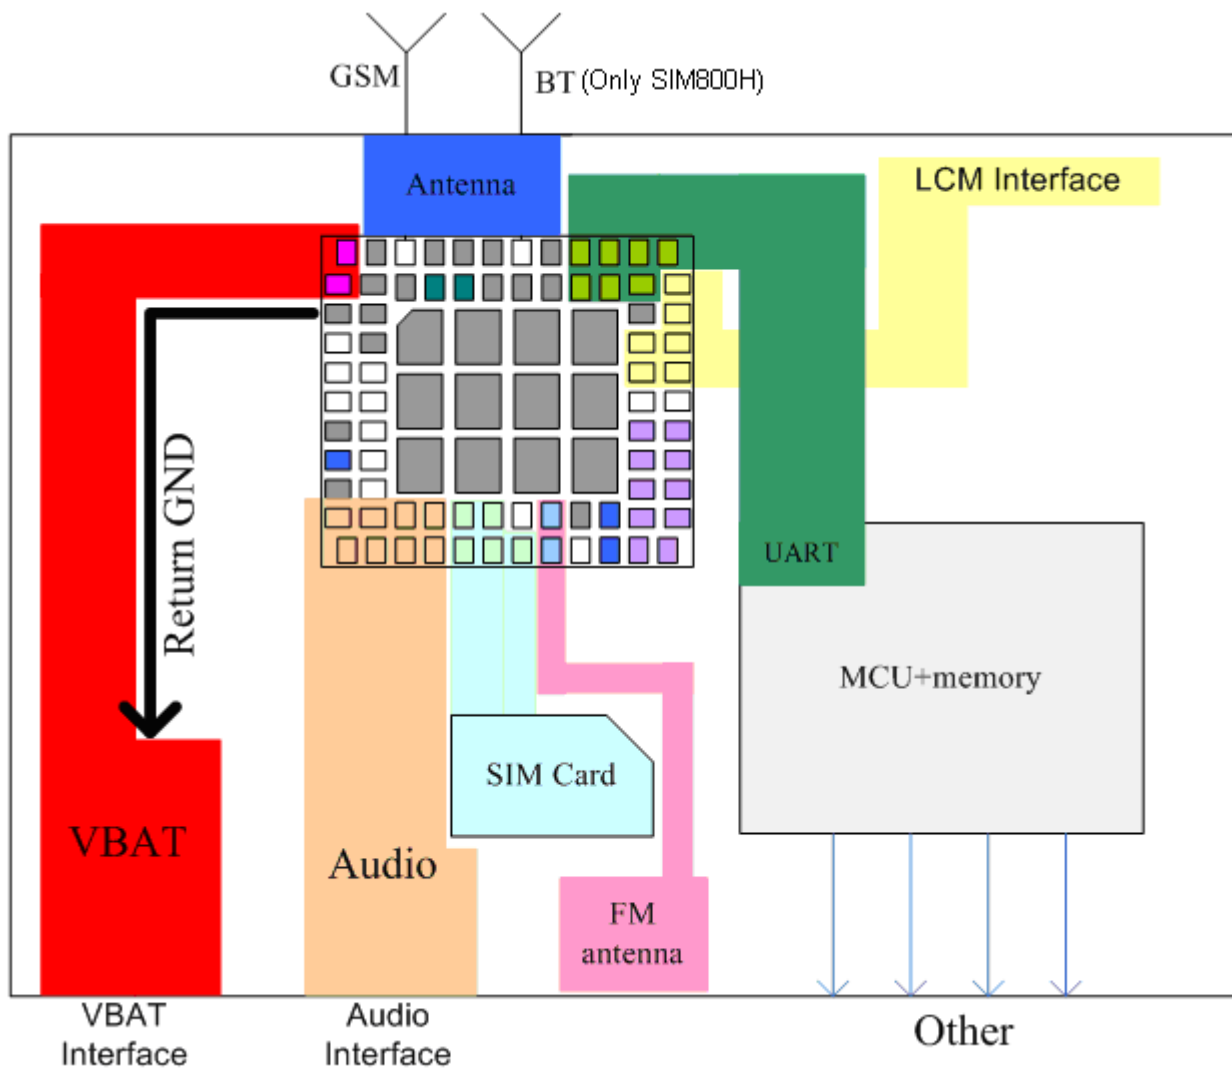 GSM
BT (Only SIM800H)
Antenna
LCM Interface
Return GND
UART
MCU+memory
SIM Card
VBAT
Audio
FM
antenna
VBAT
Interface
Audio
Interface
Other